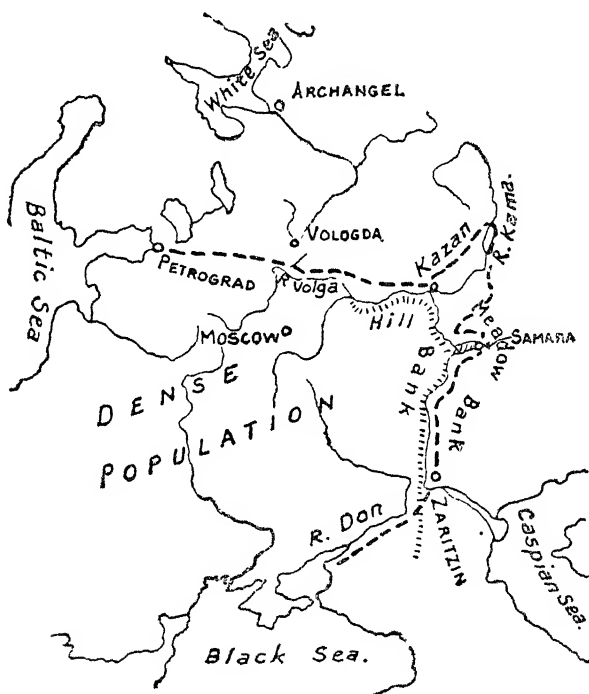 White Sea
ARCHANGEL
Baltic Sea
VOLOGDA
PETROGRAD
R Volga
Kazan
R. Kama.
Hill
Bank
Meadow
Bank
SAMARA
MOSCOW
DENSE
POPULATION
R. Don
ZARITZIN
Caspian Sea.
Black Sea.